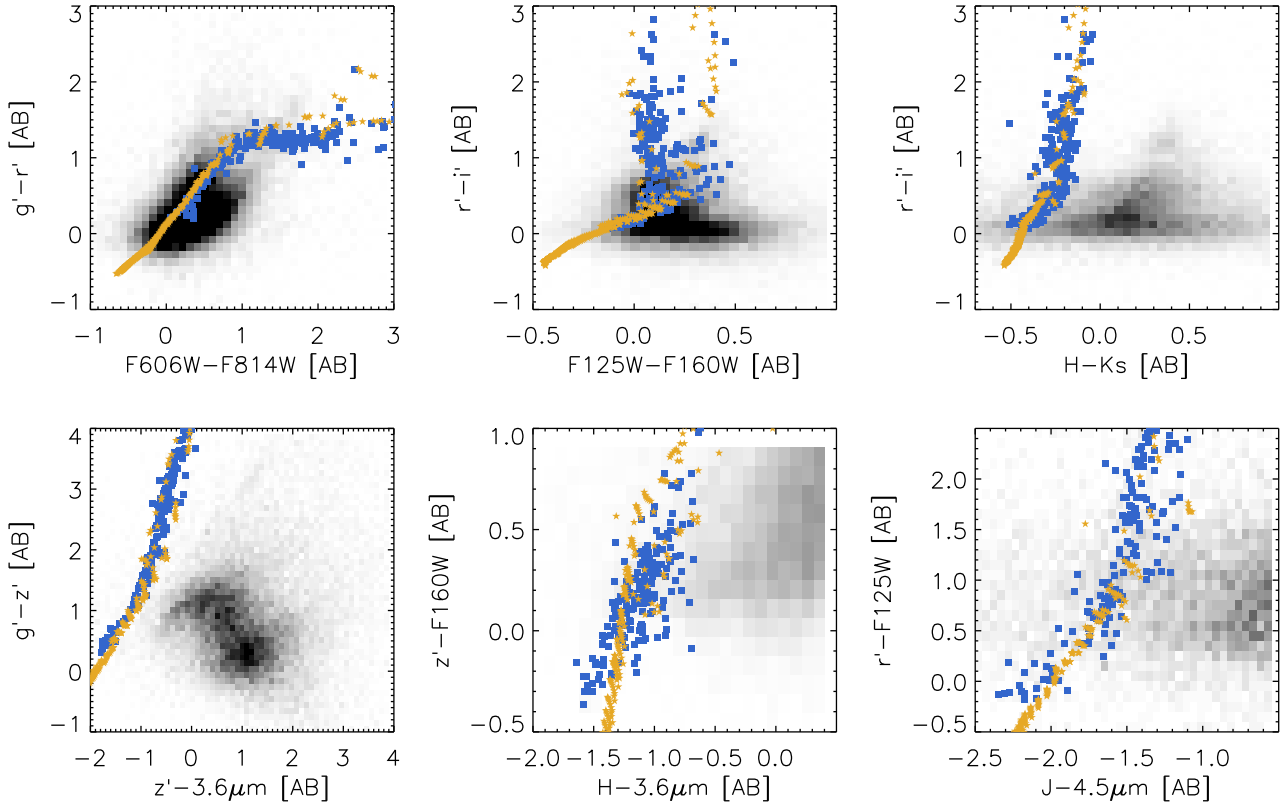 3
2
1
0
−1
g'−r' [AB]
−1 0 1 2 3
F606W−F814W [AB]
3
2
1
0
−1
r'−i' [AB]
−0.5 0.0 0.5
F125W−F160W [AB]
3
2
1
0
−1
r'−i' [AB]
−0.5 0.0 0.5
H−Ks [AB]
4
3
2
1
0
−1
g'−z' [AB]
−2 −1 0 1 2 3 4
z'−3.6μm [AB]
1.0
0.5
0.0
−0.5
z'−F160W [AB]
−2.0 −1.5 −1.0 −0.5 0.0
H−3.6μm [AB]
2.0
1.5
1.0
0.5
0.0
−0.5
r'−F125W [AB]
−2.5 −2.0 −1.5 −1.0
J−4.5μm [AB]